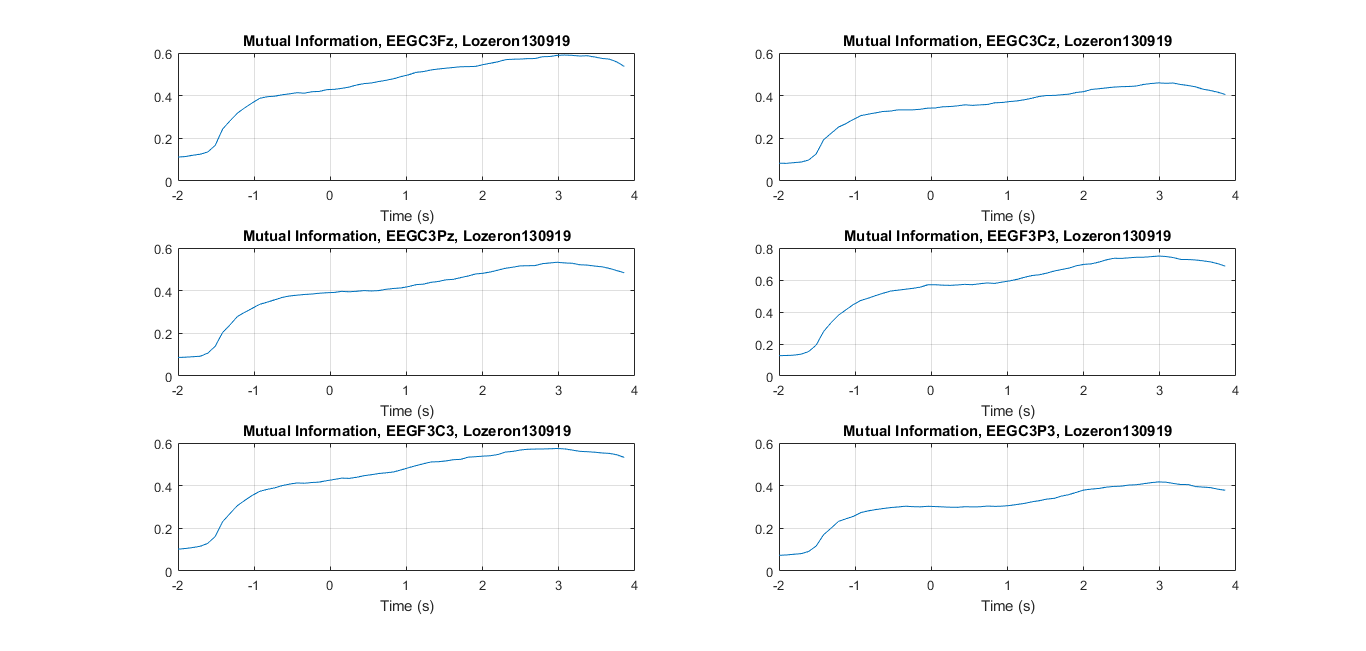 Mutual Information, EEGC3Fz, Lozeron130919
0.6
0.4
0.2
0
-2 -1 0 1 2 3 4
Time (s)
Mutual Information, EEGC3Cz, Lozeron130919
0.6
0.4
0.2
0
-2 -1 0 1 2 3 4
Time (s)
Mutual Information, EEGC3Pz, Lozeron130919
0.6
0.4
0.2
0
-2 -1 0 1 2 3 4
Time (s)
Mutual Information, EEGF3P3, Lozeron130919
0.8
0.6
0.4
0.2
0
-2 -1 0 1 2 3 4
Time (s)
Mutual Information, EEGF3C3, Lozeron130919
0.6
0.4
0.2
0
-2 -1 0 1 2 3 4
Time (s)
Mutual Information, EEGC3P3, Lozeron130919
0.6
0.4
0.2
0
-2 -1 0 1 2 3 4
Time (s)